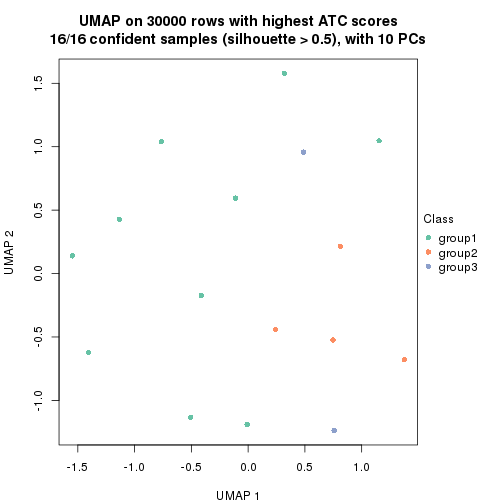 UMAP on 30000 rows with highest ATC scores
16/16 confident samples (silhouette > 0.5), with 10 PCs
1.5
1.0
0.5
0.0
-0.5
-1.0
UMAP 2
-1.5
-1.0
-0.5
0.0
0.5
1.0
UMAP 1
Class
group1
group2
group3